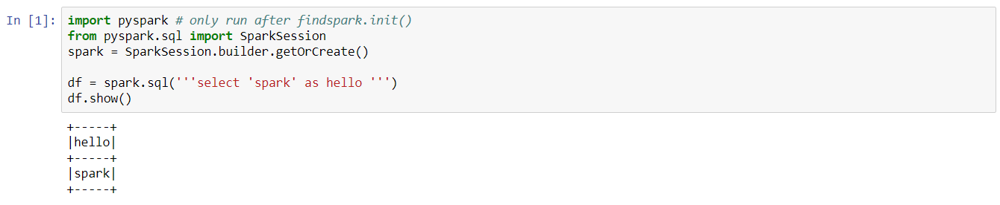 In [1]: import pyspark # only run after findspark.init()
from pyspark.sql import SparkSession
spark = SparkSession.builder.getOrCreate()

df = spark.sql('''select 'spark' as hello ''')
df.show()

+-----+
|hello|
+-----+
|spark|
+-----+